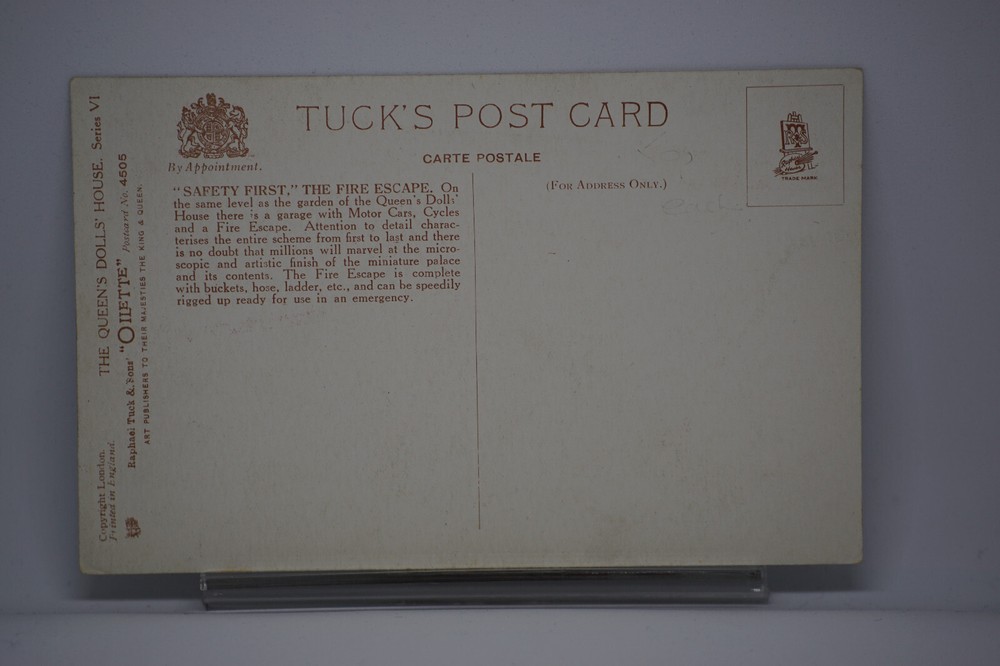 TUCK'S POST CARD
CARTE POSTALE
By Appointment.
(FOR ADDRESS ONLY.)
TRADE MARK
"SAFETY FIRST," THE FIRE ESCAPE. On
the same level as the garden of the Queen's Dolls'
House there is a garage with Motor Cars, Cycles
and a Fire Escape. Attention to detail charac-
terises the entire scheme from first to last and there
is no doubt that millions will marvel at the micro-
scopic and artistic finish of the miniature palace
and its contents. The Fire Escape is complete
with buckets, hose, ladder, etc., and can be speedily
rigged up ready for use in an emergency.
THE QUEEN'S DOLLS' HOUSE. Series VI
Raphael Tuck & Sons' "OILETTE" Postcard No. 4505
ART PUBLISHERS TO THEIR MAJESTIES THE KING & QUEEN.
Copyright London.
Printed in England.